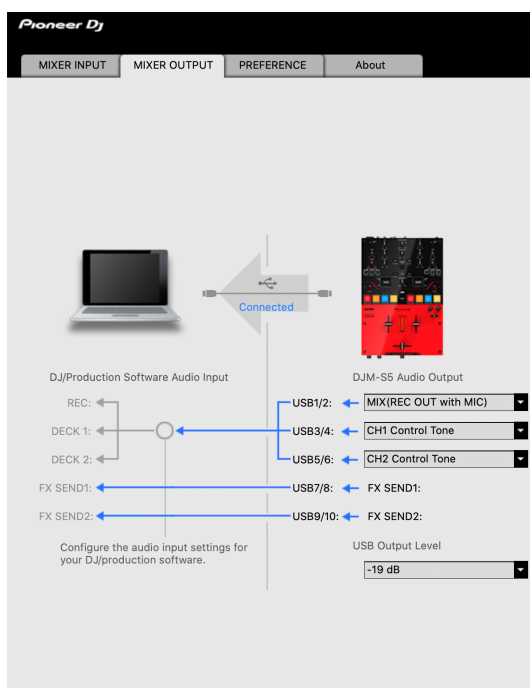 Pioneer Dj
MIXER INPUT
MIXER OUTPUT
PREFERENCE
About
Connected
DJ/Production Software Audio Input
DJM-S5 Audio Output
REC:
USB1/2:
MIX(REC OUT with MIC)
DECK 1:
USB3/4:
CH1 Control Tone
DECK 2:
USB5/6:
CH2 Control Tone
FX SEND1:
USB7/8:
FX SEND1:
FX SEND2:
USB9/10:
FX SEND2:
Configure the audio input settings for
your DJ/production software.
USB Output Level
-19 dB